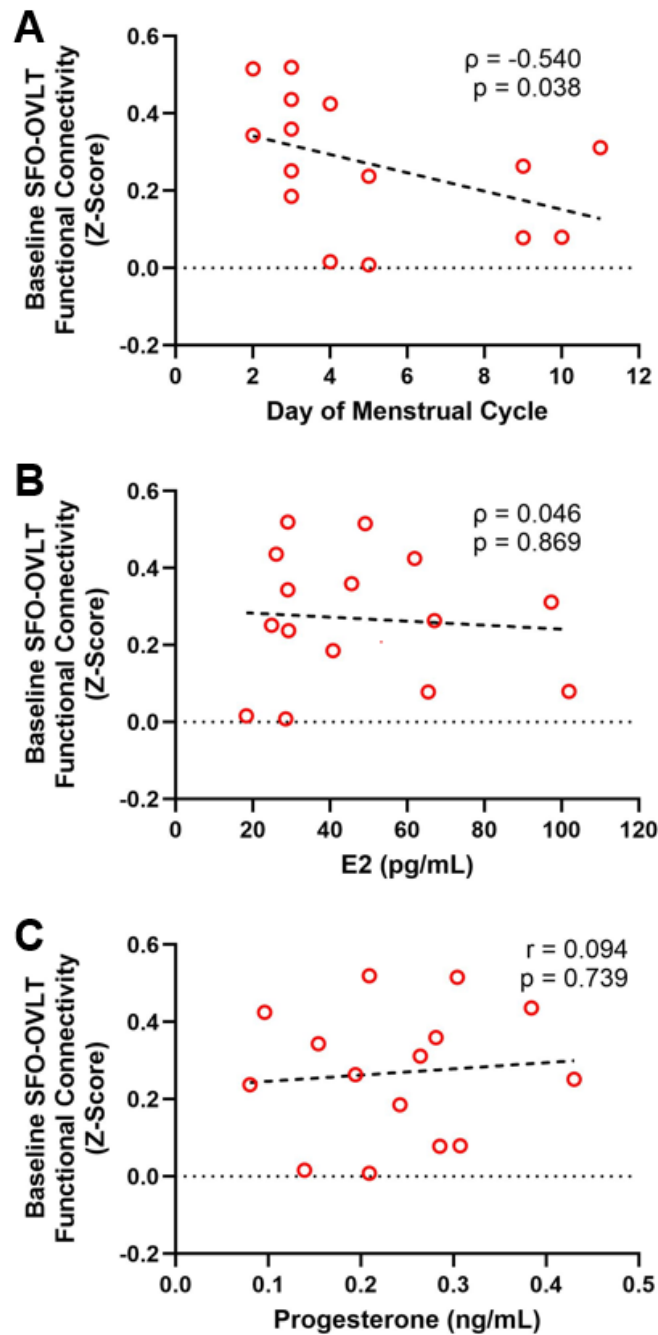 A
Baseline SFO-OVLT
Functional Connectivity
(Z-Score)
0.6
0.4
0.2
0.0
-0.2
ρ = -0.540
p = 0.038
0 2 4 6 8 10 12
Day of Menstrual Cycle
B
Baseline SFO-OVLT
Functional Connectivity
(Z-Score)
0.6
0.4
0.2
0.0
-0.2
ρ = 0.046
p = 0.869
0 20 40 60 80 100 120
E2 (pg/mL)
C
Baseline SFO-OVLT
Functional Connectivity
(Z-Score)
0.6
0.4
0.2
0.0
-0.2
r = 0.094
p = 0.739
0.0 0.1 0.2 0.3 0.4 0.5
Progesterone (ng/mL)